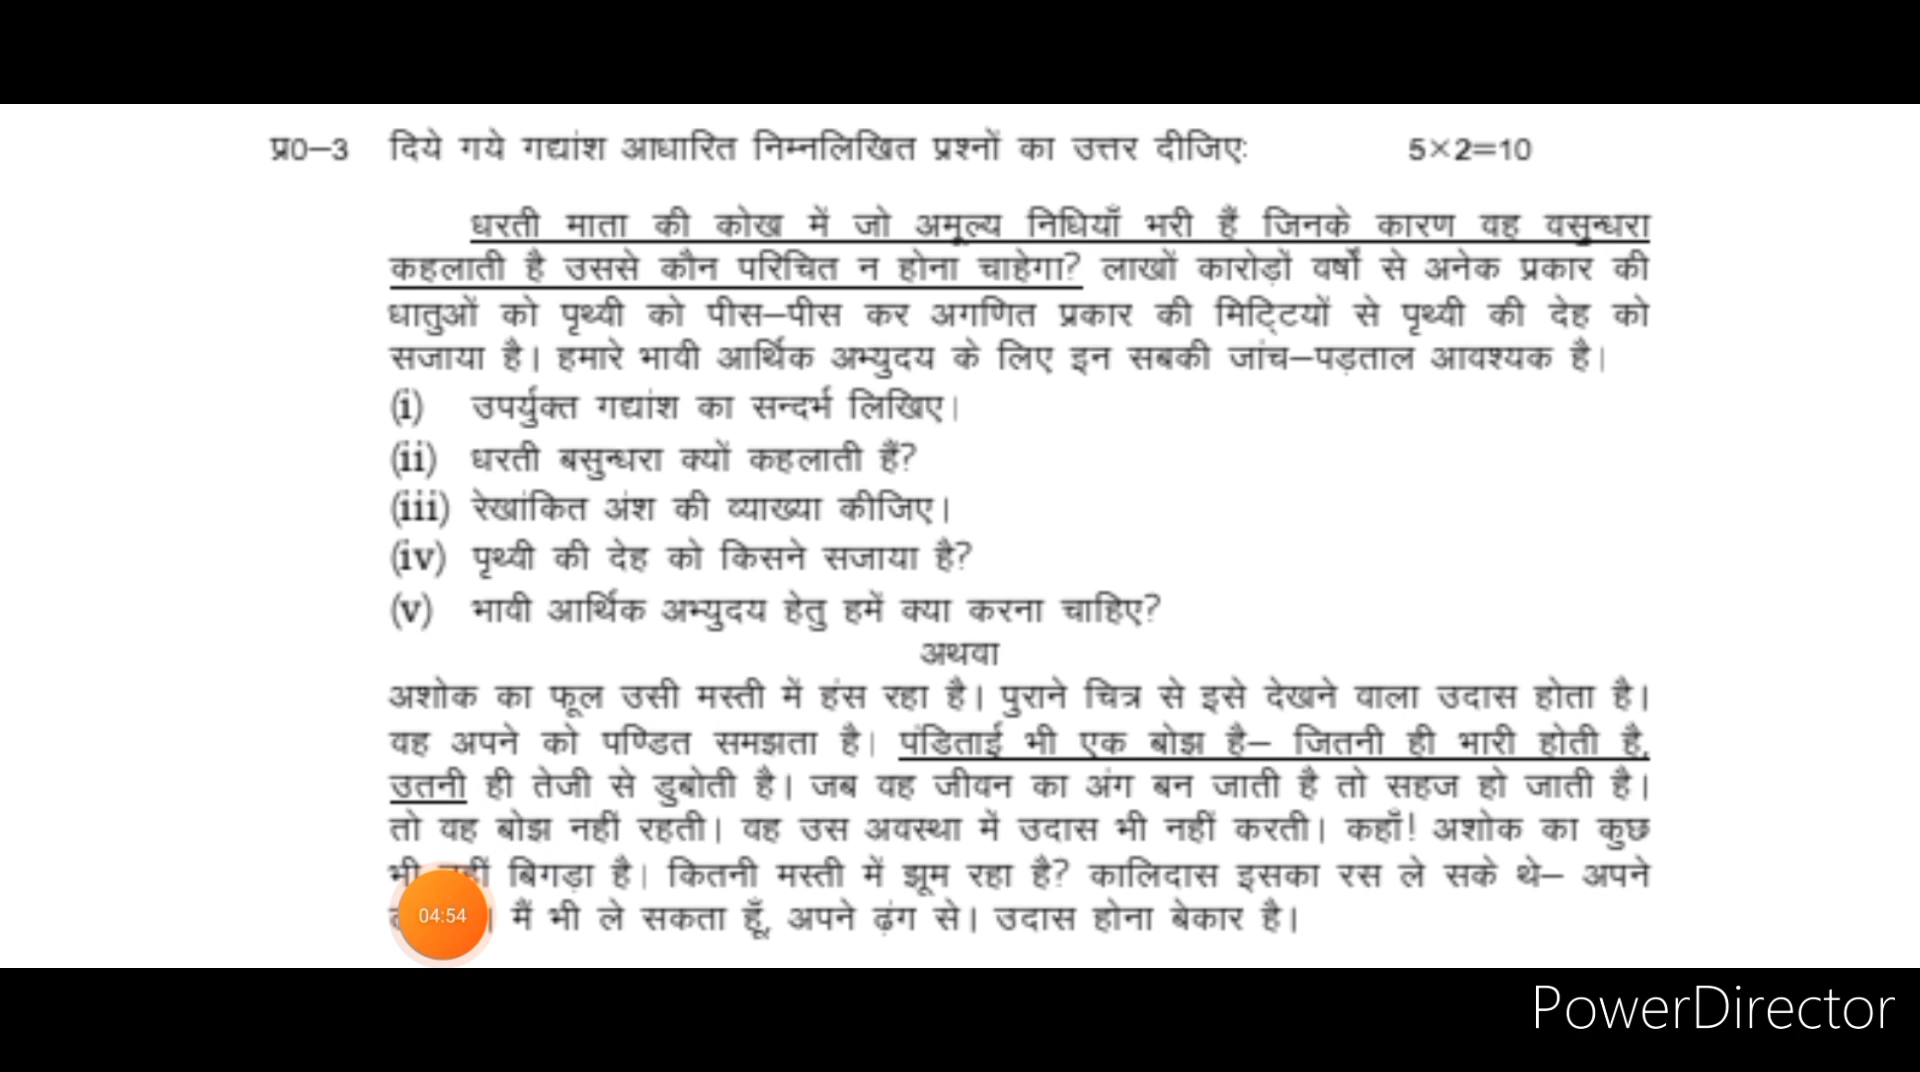 प्र0–3 दिये गये गद्यांश आधारित निम्नलिखित प्रश्नों का उत्तर दीजिएः 5×2=10
धरती माता की कोख में जो अमूल्य निधियाँ भरी हैं जिनके कारण वह वसुन्धरा
कहलाती है उससे कौन परिचित न होना चाहेगा? लाखों कारोड़ों वर्षों से अनेक प्रकार की
धातुओं को पृथ्वी को पीस–पीस कर अगणित प्रकार की मिट्टियों से पृथ्वी की देह को
सजाया है। हमारे भावी आर्थिक अभ्युदय के लिए इन सबकी जांच–पड़ताल आवश्यक है।
(i) उपर्युक्त गद्यांश का सन्दर्भ लिखिए।
(ii) धरती बसुन्धरा क्यों कहलाती हैं?
(iii) रेखांकित अंश की व्याख्या कीजिए।
(iv) पृथ्वी की देह को किसने सजाया है?
(v) भावी आर्थिक अभ्युदय हेतु हमें क्या करना चाहिए?
अथवा
अशोक का फूल उसी मस्ती में हंस रहा है। पुराने चित्र से इसे देखने वाला उदास होता है।
वह अपने को पण्डित समझता है। पंडिताई भी एक बोझ है– जितनी ही भारी होती है,
उतनी ही तेजी से डुबोती है। जब वह जीवन का अंग बन जाती है तो सहज हो जाती है।
तो वह बोझ नहीं रहती। वह उस अवस्था में उदास भी नहीं करती। कहाँ! अशोक का कुछ
भी बिगड़ा है। कितनी मस्ती में झूम रहा है? कालिदास इसका रस ले सके थे– अपने
04:54 । मैं भी ले सकता हूँ, अपने ढ़ंग से। उदास होना बेकार है।
PowerDirector